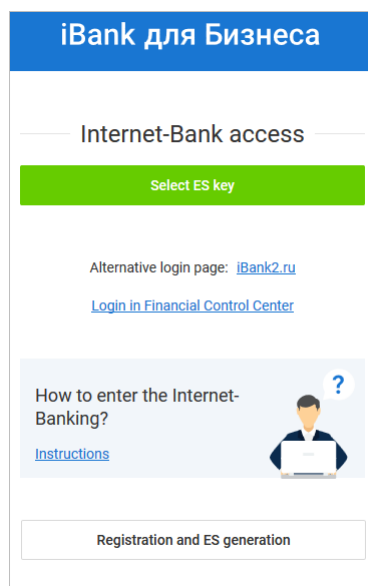 iBank для Бизнеса
Internet-Bank access
Select ES key
Alternative login page: iBank2.ru
Login in Financial Control Center
How to enter the Internet-
Banking?
Instructions
?
Registration and ES generation